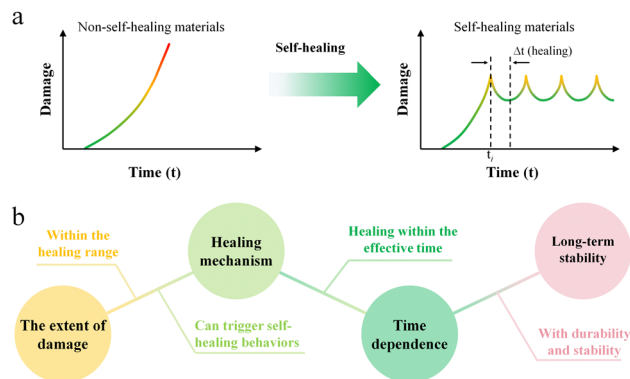 a
Non-self-healing materials
Damage
Time (t)
Self-healing
Self-healing materials
Δt (healing)
Damage
tᵢ
Time (t)
b
Within the
healing range
Healing
mechanism
Healing within the
effective time
Long-term
stability
The extent of
damage
Can trigger self-
healing behaviors
Time
dependence
With durability
and stability